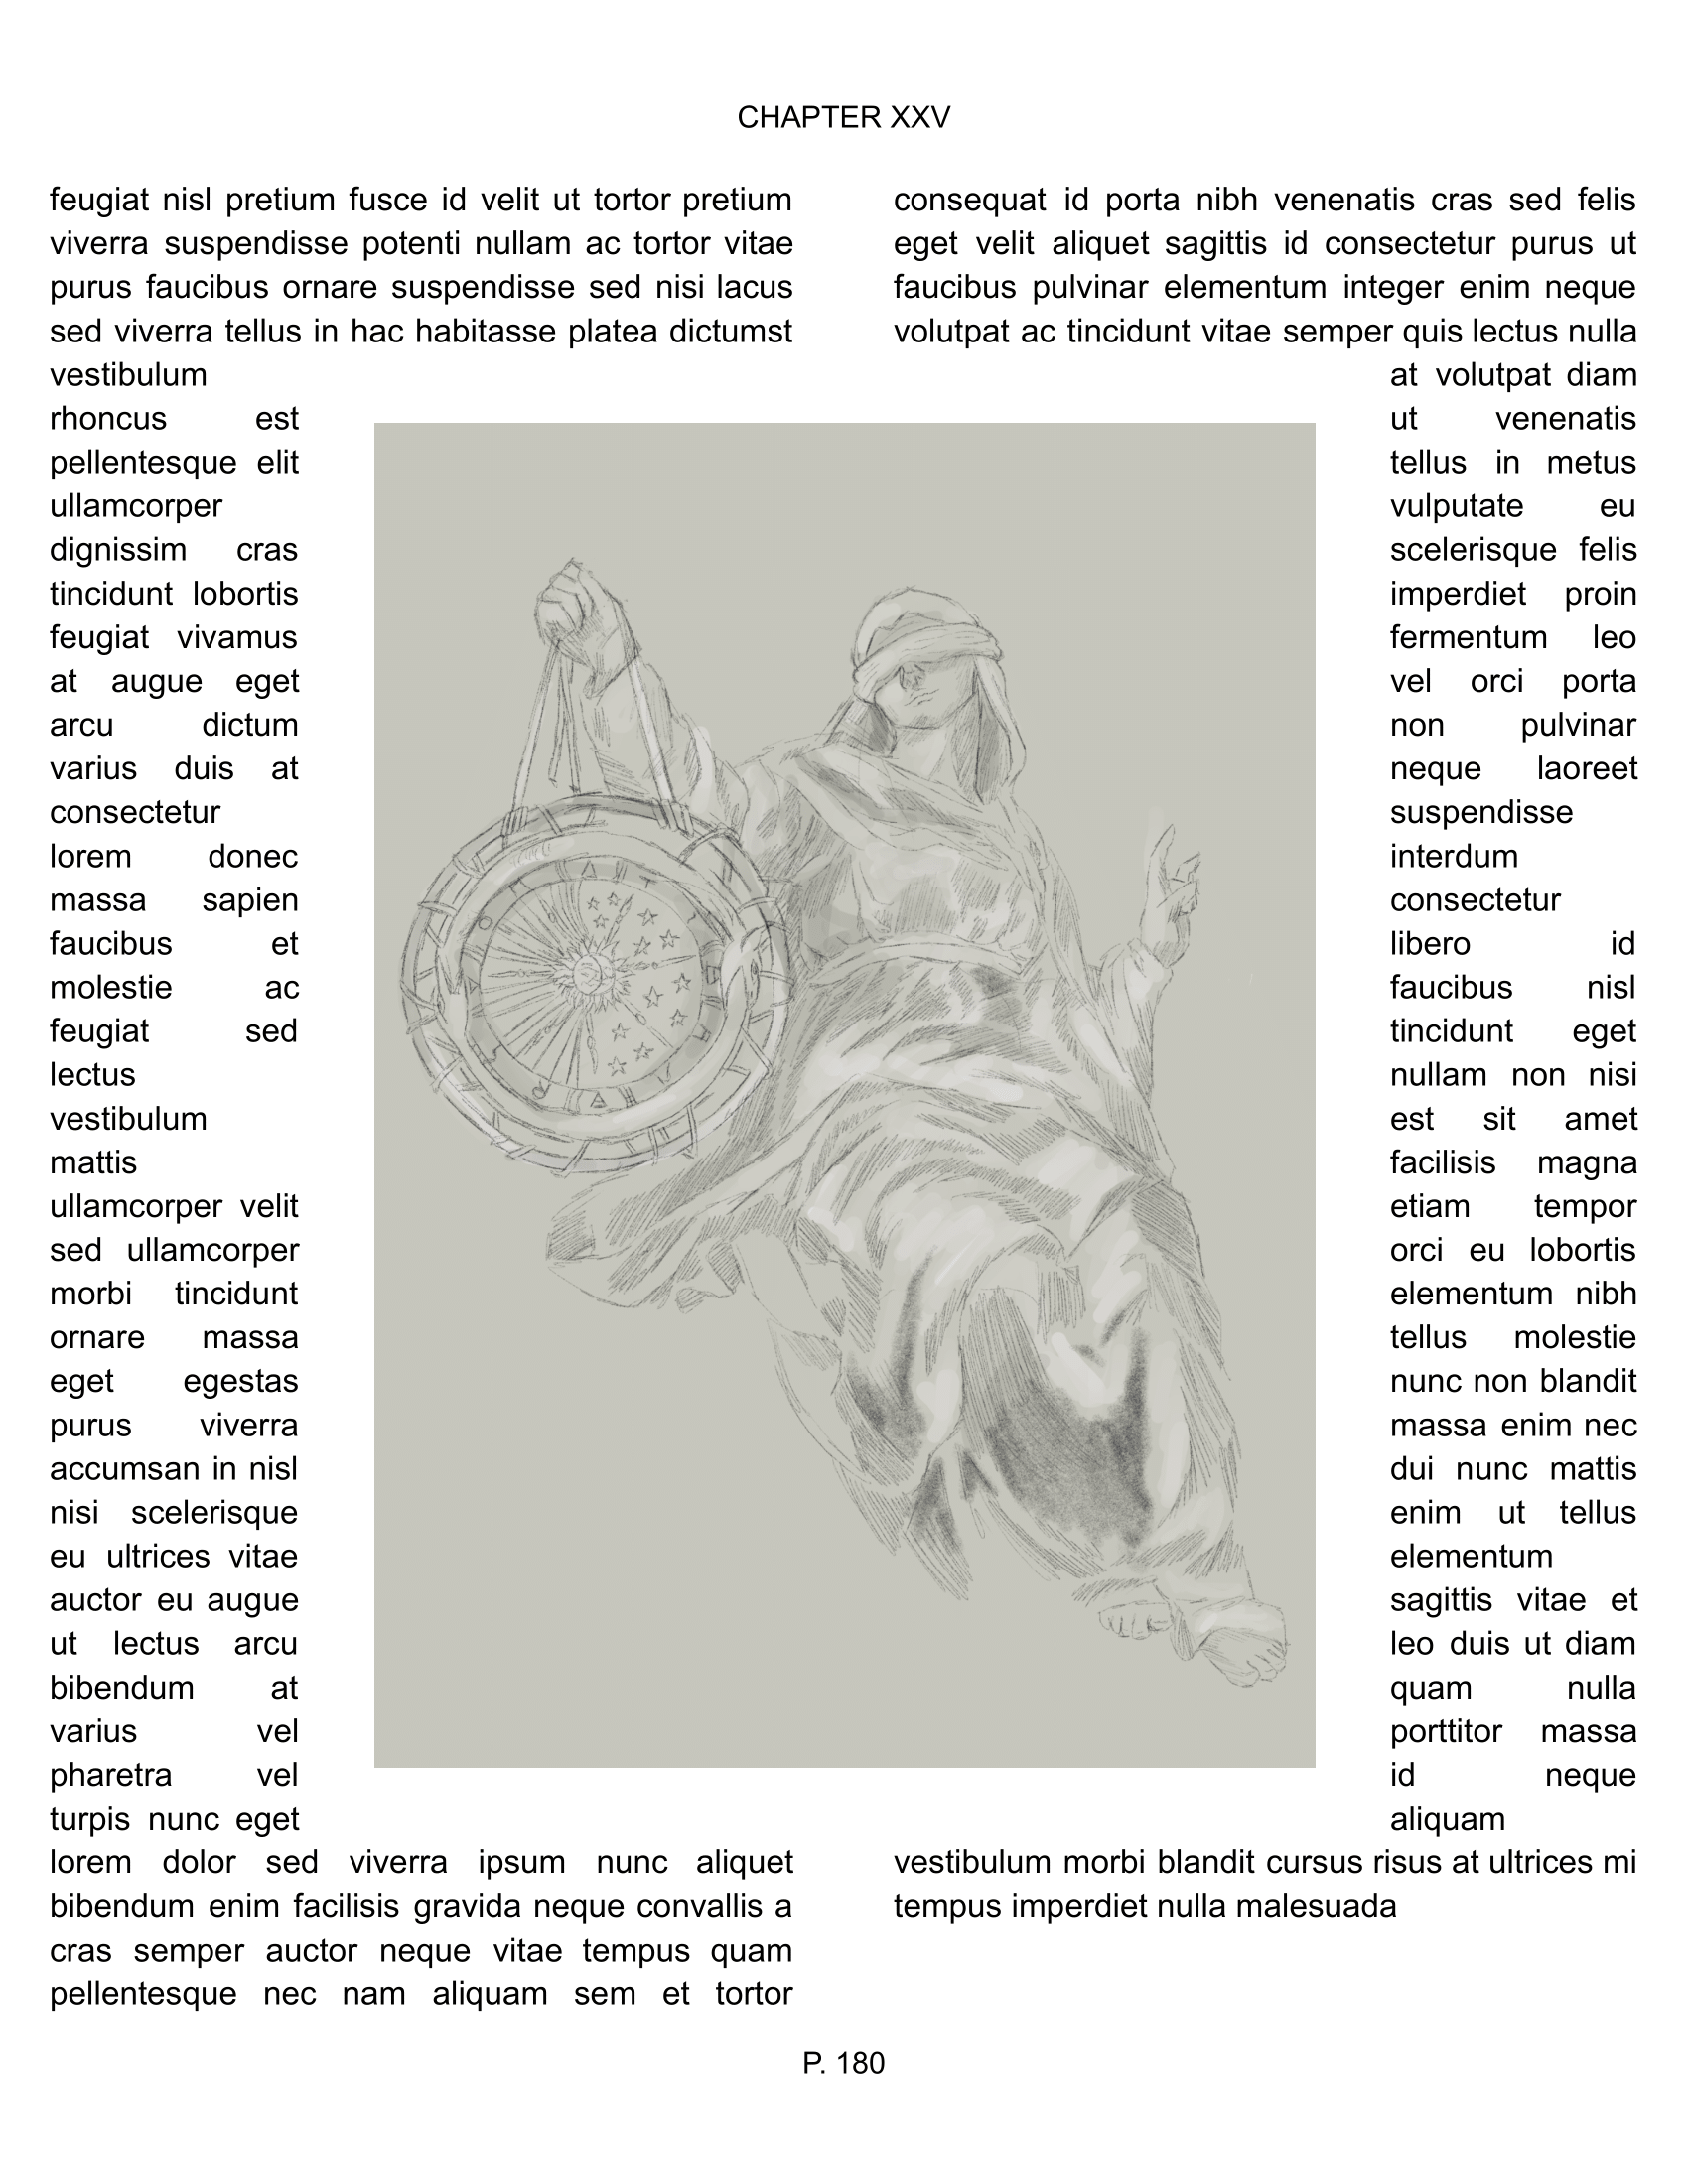 CHAPTER XXV
feugiat nisl pretium fusce id velit ut tortor pretium
viverra suspendisse potenti nullam ac tortor vitae
purus faucibus ornare suspendisse sed nisi lacus
sed viverra tellus in hac habitasse platea dictumst
vestibulum
rhoncus est
pellentesque elit
ullamcorper
dignissim cras
tincidunt lobortis
feugiat vivamus
at augue eget
arcu dictum
varius duis at
consectetur
lorem donec
massa sapien
faucibus et
molestie ac
feugiat sed
lectus
vestibulum
mattis
ullamcorper velit
sed ullamcorper
morbi tincidunt
ornare massa
eget egestas
purus viverra
accumsan in nisl
nisi scelerisque
eu ultrices vitae
auctor eu augue
ut lectus arcu
bibendum at
varius vel
pharetra vel
turpis nunc eget
lorem dolor sed viverra ipsum nunc aliquet
bibendum enim facilisis gravida neque convallis a
cras semper auctor neque vitae tempus quam
pellentesque nec nam aliquam sem et tortor
consequat id porta nibh venenatis cras sed felis
eget velit aliquet sagittis id consectetur purus ut
faucibus pulvinar elementum integer enim neque
volutpat ac tincidunt vitae semper quis lectus nulla
at volutpat diam
ut venenatis
tellus in metus
vulputate eu
scelerisque felis
imperdiet proin
fermentum leo
vel orci porta
non pulvinar
neque laoreet
suspendisse
interdum
consectetur
libero id
faucibus nisl
tincidunt eget
nullam non nisi
est sit amet
facilisis magna
etiam tempor
orci eu lobortis
elementum nibh
tellus molestie
nunc non blandit
massa enim nec
dui nunc mattis
enim ut tellus
elementum
sagittis vitae et
leo duis ut diam
quam nulla
porttitor massa
id neque
aliquam
vestibulum morbi blandit cursus risus at ultrices mi
tempus imperdiet nulla malesuada
P. 180